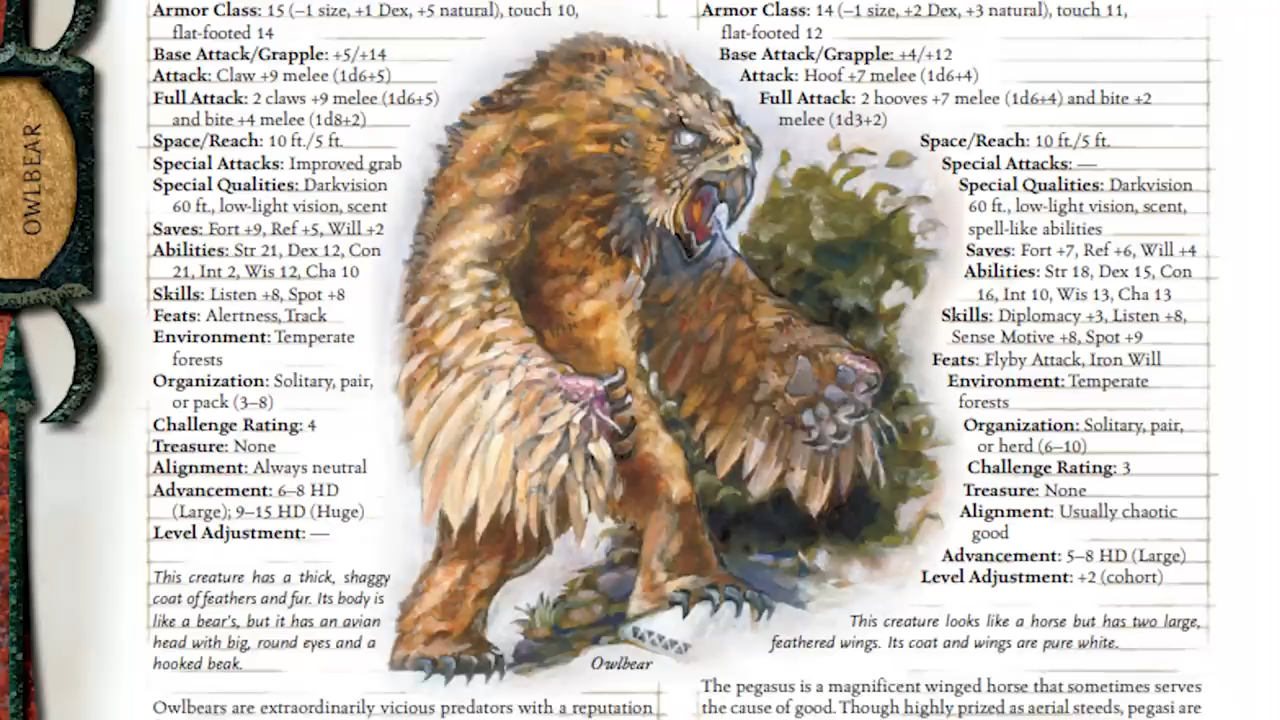 OWLBEAR
Armor Class: 15 (–1 size, +1 Dex, +5 natural), touch 10,
flat-footed 14
Base Attack/Grapple: +5/+14
Attack: Claw +9 melee (1d6+5)
Full Attack: 2 claws +9 melee (1d6+5)
and bite +4 melee (1d8+2)
Space/Reach: 10 ft./5 ft.
Special Attacks: Improved grab
Special Qualities: Darkvision
60 ft., low-light vision, scent
Saves: Fort +9, Ref +5, Will +2
Abilities: Str 21, Dex 12, Con
21, Int 2, Wis 12, Cha 10
Skills: Listen +8, Spot +8
Feats: Alertness, Track
Environment: Temperate
forests
Organization: Solitary, pair,
or pack (3–8)
Challenge Rating: 4
Treasure: None
Alignment: Always neutral
Advancement: 6–8 HD
(Large); 9–15 HD (Huge)
Level Adjustment: —
This creature has a thick, shaggy
coat of feathers and fur. Its body is
like a bear's, but it has an avian
head with big, round eyes and a
hooked beak.
Owlbears are extraordinarily vicious predators with a reputation
Owlbear
Armor Class: 14 (–1 size, +2 Dex, +3 natural), touch 11,
flat-footed 12
Base Attack/Grapple: +4/+12
Attack: Hoof +7 melee (1d6+4)
Full Attack: 2 hooves +7 melee (1d6+4) and bite +2
melee (1d3+2)
Space/Reach: 10 ft./5 ft.
Special Attacks: —
Special Qualities: Darkvision
60 ft., low-light vision, scent,
spell-like abilities
Saves: Fort +7, Ref +6, Will +4
Abilities: Str 18, Dex 15, Con
16, Int 10, Wis 13, Cha 13
Skills: Diplomacy +3, Listen +8,
Sense Motive +8, Spot +9
Feats: Flyby Attack, Iron Will
Environment: Temperate
forests
Organization: Solitary, pair,
or herd (6–10)
Challenge Rating: 3
Treasure: None
Alignment: Usually chaotic
good
Advancement: 5–8 HD (Large)
Level Adjustment: +2 (cohort)
This creature looks like a horse but has two large,
feathered wings. Its coat and wings are pure white.
The pegasus is a magnificent winged horse that sometimes serves
the cause of good. Though highly prized as aerial steeds, pegasi are